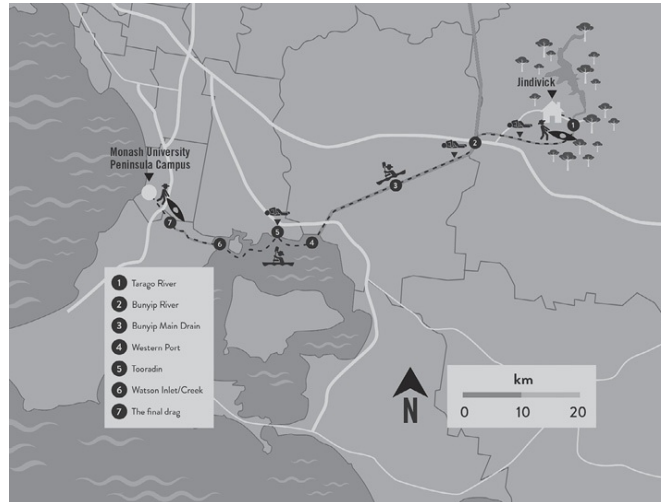 Jindivick
1
2
3
Monash University
Peninsula Campus
7
6
5
4
1 Tarago River
2 Bunyip River
3 Bunyip Main Drain
4 Western Port
5 Tooradin
6 Watson Inlet/Creek
7 The final drag
N
km
0 10 20